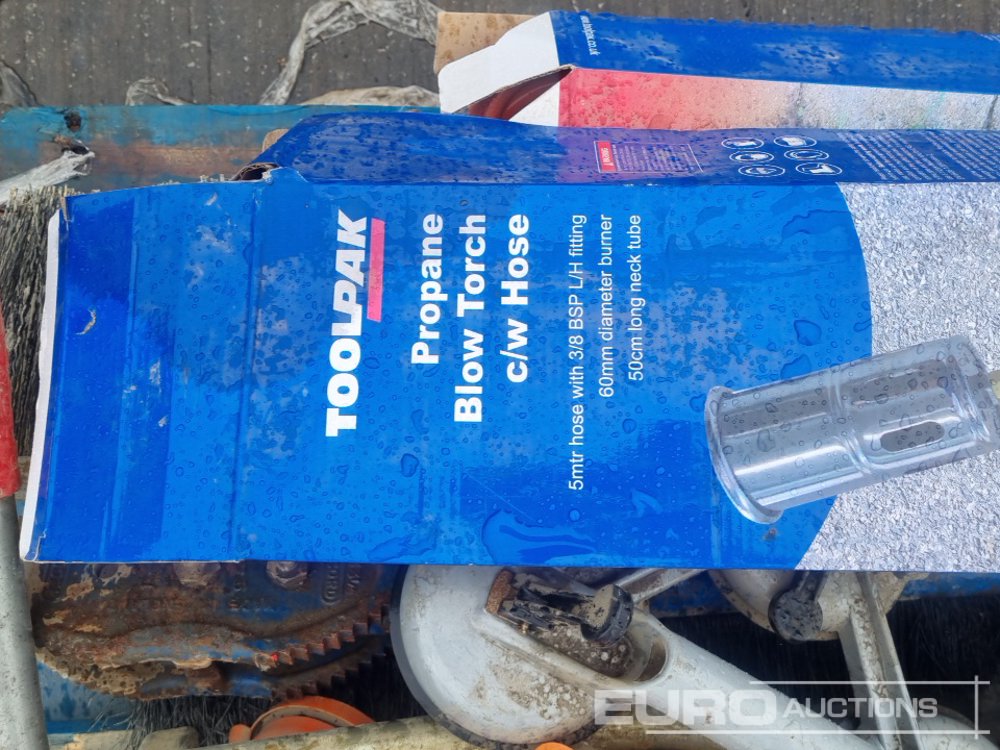 TOOLPAK
Propane
Blow Torch
c/w Hose
5mtr hose with 3/8 BSP L/H fitting
60mm diameter burner
50cm long neck tube
EURO AUCTIONS